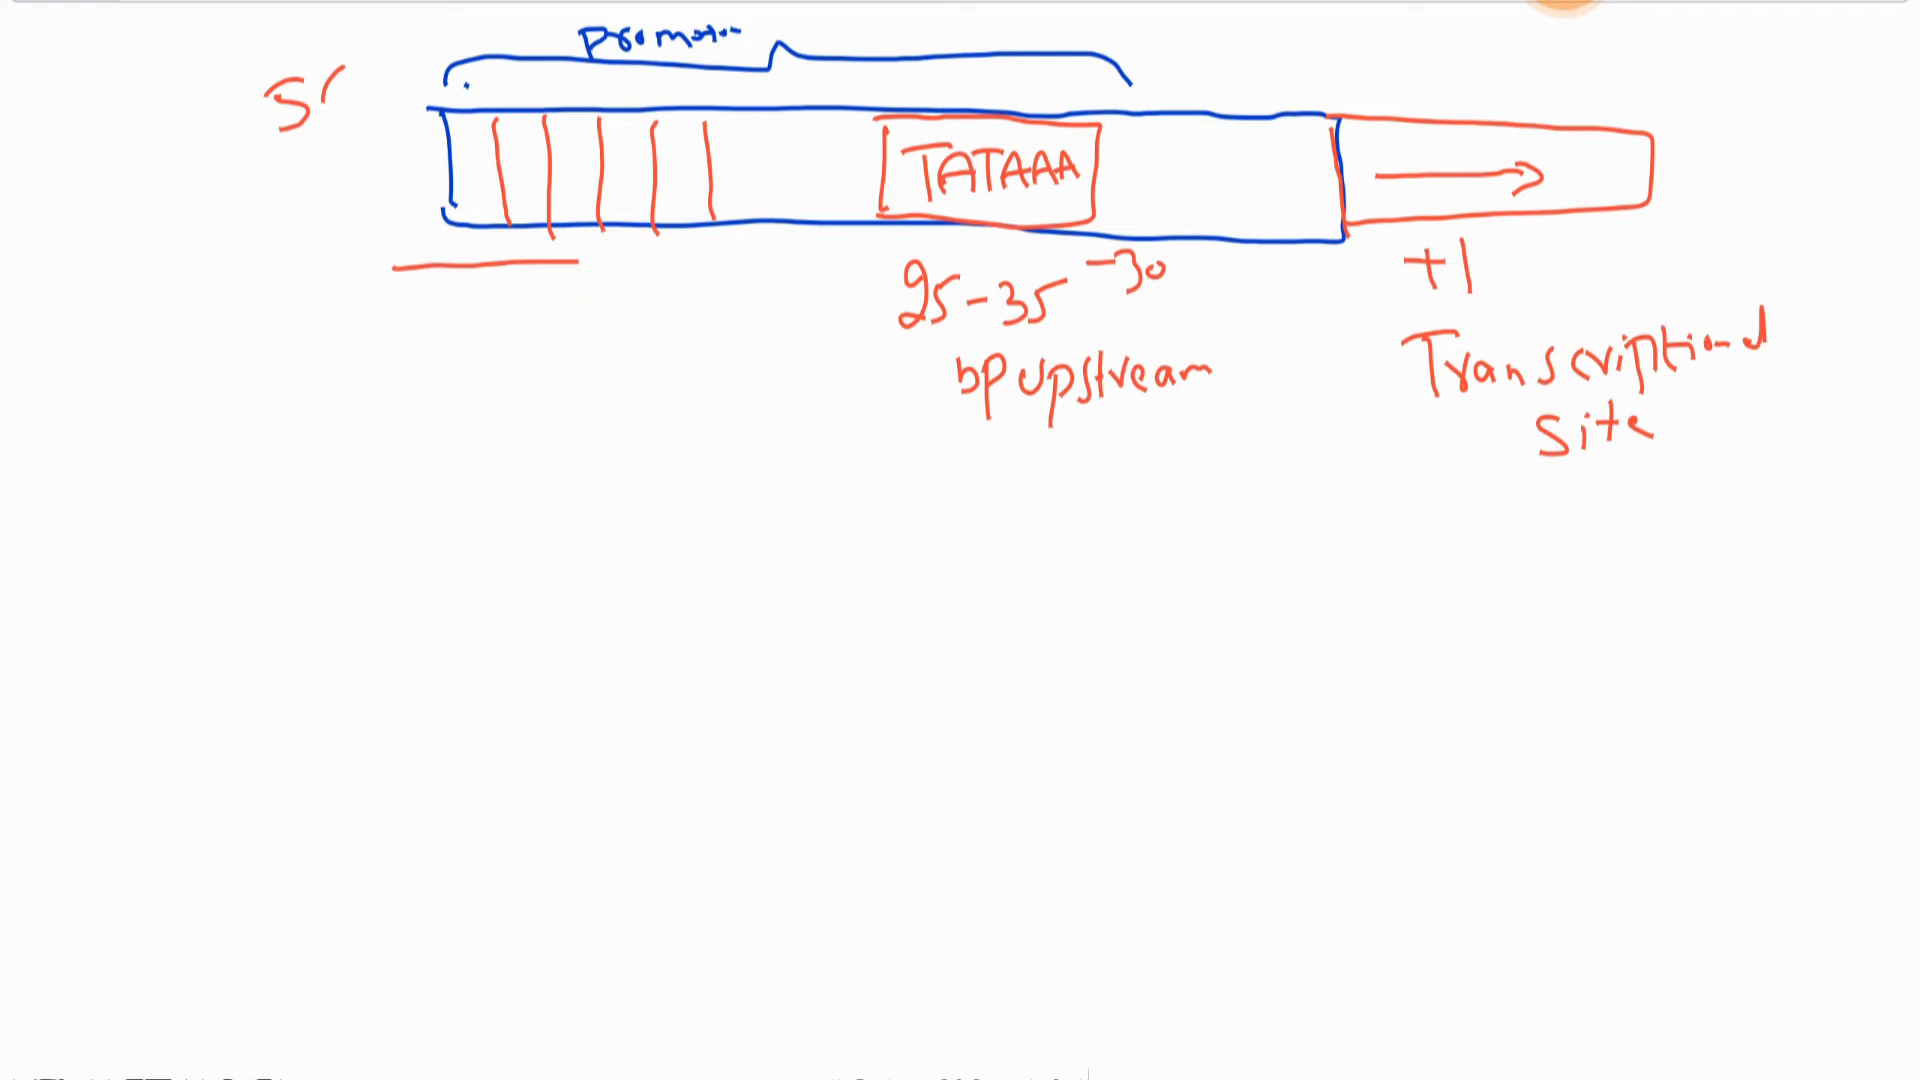 Promoter
5'
TATAAA
-30
25-35
+1
bp upstream
Transcriptional
Site